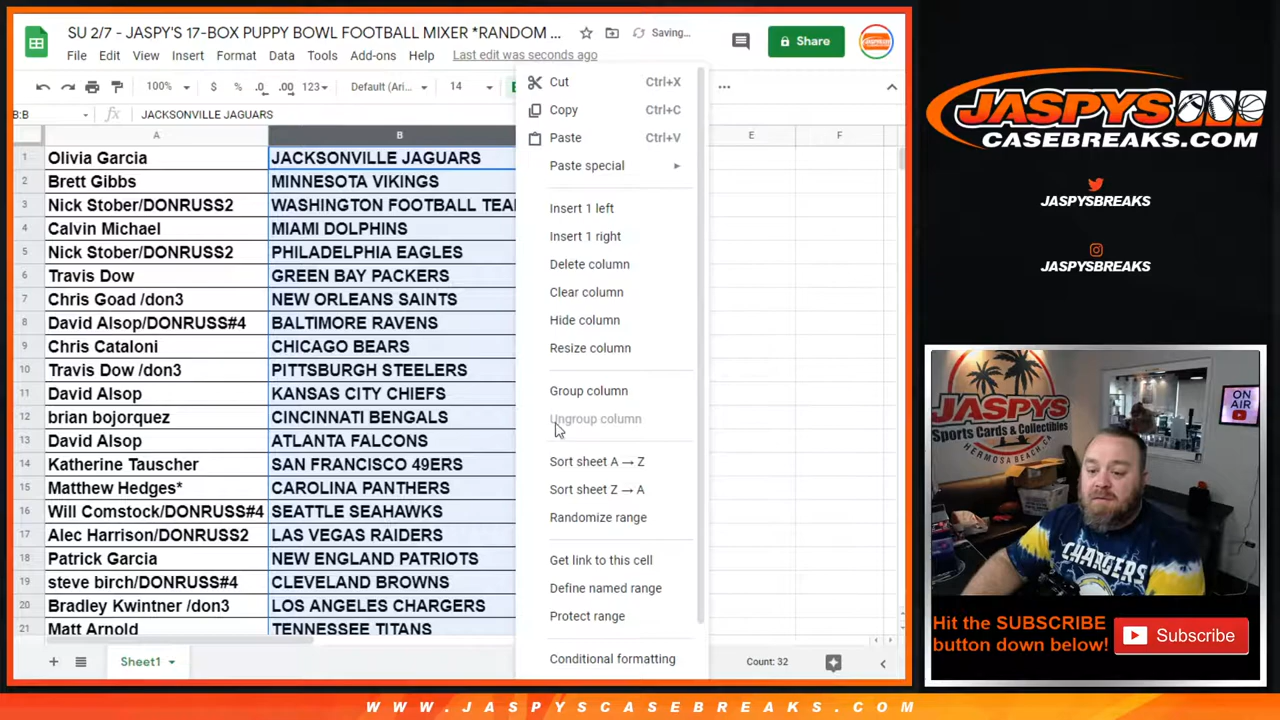 SU 2/7 - JASPY'S 17-BOX PUPPY BOWL FOOTBALL MIXER *RANDOM ...
Saving...
Share
File Edit View Insert Format Data Tools Add-ons Help Last edit was seconds ago
100% $ % .0 .00 123 Default (Ari... 14
B:B fx JACKSONVILLE JAGUARS
A B E F
1 Olivia Garcia JACKSONVILLE JAGUARS
2 Brett Gibbs MINNESOTA VIKINGS
3 Nick Stober/DONRUSS2 WASHINGTON FOOTBALL TEA
4 Calvin Michael MIAMI DOLPHINS
5 Nick Stober/DONRUSS2 PHILADELPHIA EAGLES
6 Travis Dow GREEN BAY PACKERS
7 Chris Goad /don3 NEW ORLEANS SAINTS
8 David Alsop/DONRUSS#4 BALTIMORE RAVENS
9 Chris Cataloni CHICAGO BEARS
10 Travis Dow /don3 PITTSBURGH STEELERS
11 David Alsop KANSAS CITY CHIEFS
12 brian bojorquez CINCINNATI BENGALS
13 David Alsop ATLANTA FALCONS
14 Katherine Tauscher SAN FRANCISCO 49ERS
15 Matthew Hedges* CAROLINA PANTHERS
16 Will Comstock/DONRUSS#4 SEATTLE SEAHAWKS
17 Alec Harrison/DONRUSS2 LAS VEGAS RAIDERS
18 Patrick Garcia NEW ENGLAND PATRIOTS
19 steve birch/DONRUSS#4 CLEVELAND BROWNS
20 Bradley Kwintner /don3 LOS ANGELES CHARGERS
21 Matt Arnold TENNESSEE TITANS
Cut Ctrl+X
Copy Ctrl+C
Paste Ctrl+V
Paste special
Insert 1 left
Insert 1 right
Delete column
Clear column
Hide column
Resize column
Group column
Ungroup column
Sort sheet A → Z
Sort sheet Z → A
Randomize range
Get link to this cell
Define named range
Protect range
Conditional formatting
Sheet1
Count: 32
JASPYS
CASEBREAKS.COM
JASPYSBREAKS
JASPYSBREAKS
JASPYS
Sports Cards & Collectibles
HERMOSA BEACH, CA
ON
AIR
CHARGERS
Hit the SUBSCRIBE
button down below!
Subscribe
WWW.JASPYSCASEBREAKS.COM